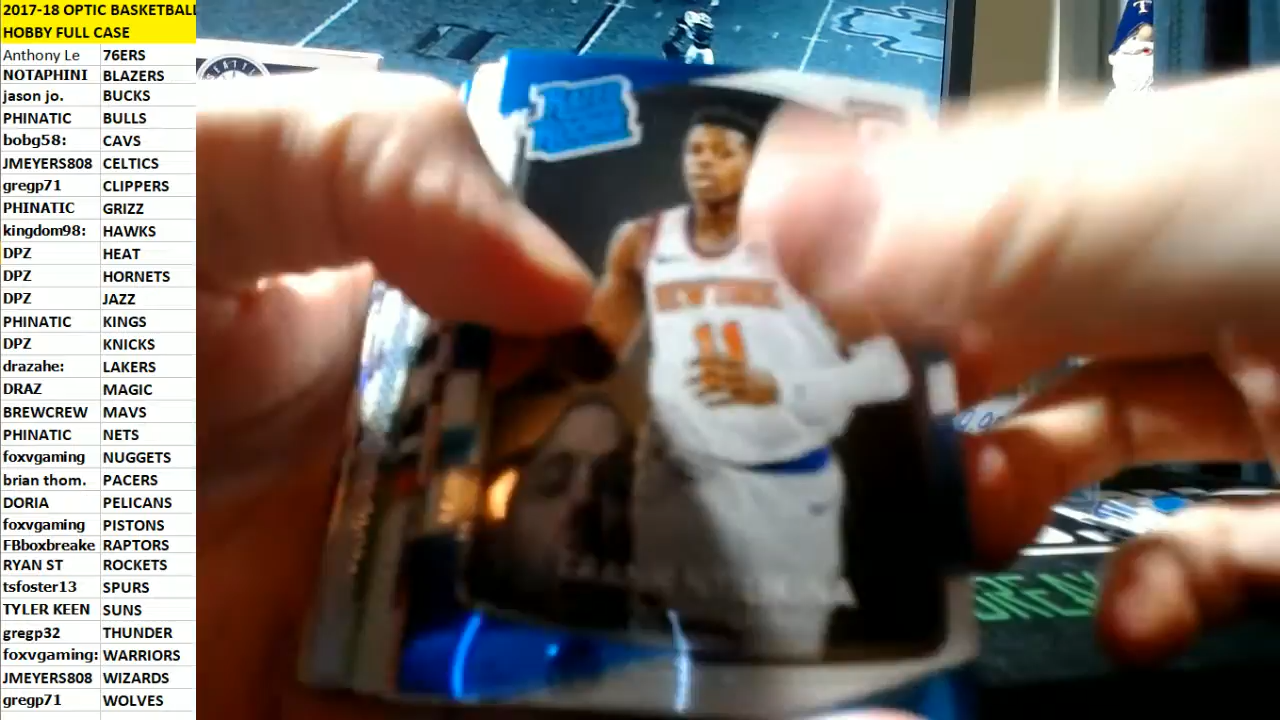 2017-18 OPTIC BASKETBALL
HOBBY FULL CASE
Anthony Le 76ERS
NOTAPHINI BLAZERS
jason jo. BUCKS
PHINATIC BULLS
bobg58: CAVS
JMEYERS808 CELTICS
gregp71 CLIPPERS
PHINATIC GRIZZ
kingdom98: HAWKS
DPZ HEAT
DPZ HORNETS
DPZ JAZZ
PHINATIC KINGS
DPZ KNICKS
drazahe: LAKERS
DRAZ MAGIC
BREWCREW MAVS
PHINATIC NETS
foxvgaming NUGGETS
brian thom. PACERS
DORIA PELICANS
foxvgaming PISTONS
FBboxbreake RAPTORS
RYAN ST ROCKETS
tsfoster13 SPURS
TYLER KEEN SUNS
gregp32 THUNDER
foxvgaming: WARRIORS
JMEYERS808 WIZARDS
gregp71 WOLVES
NEW YORK
11
T